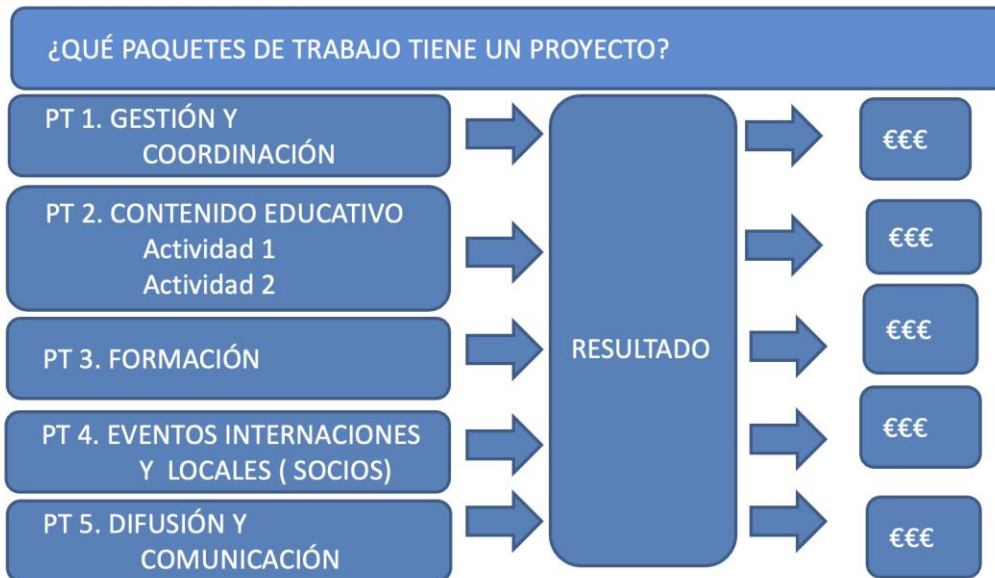 ¿QUÉ PAQUETES DE TRABAJO TIENE UN PROYECTO?
PT 1. GESTIÓN Y
COORDINACIÓN
€€€
PT 2. CONTENIDO EDUCATIVO
Actividad 1
Actividad 2
€€€
PT 3. FORMACIÓN
RESULTADO
€€€
PT 4. EVENTOS INTERNACIONES
Y LOCALES ( SOCIOS)
€€€
PT 5. DIFUSIÓN Y
COMUNICACIÓN
€€€